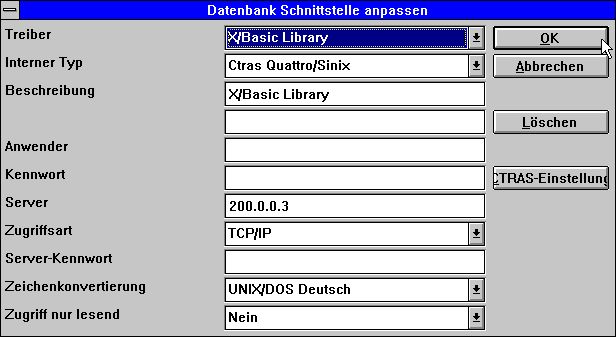 Datenbank Schnittstelle anpassen
Treiber X/Basic Library OK
Interner Typ Ctras Quattro/Sinix Abbrechen
Beschreibung X/Basic Library
Löschen
Anwender
Kennwort CTRAS-Einstellung
Server 200.0.0.3
Zugriffsart TCP/IP
Server-Kennwort
Zeichenkonvertierung UNIX/DOS Deutsch
Zugriff nur lesend Nein